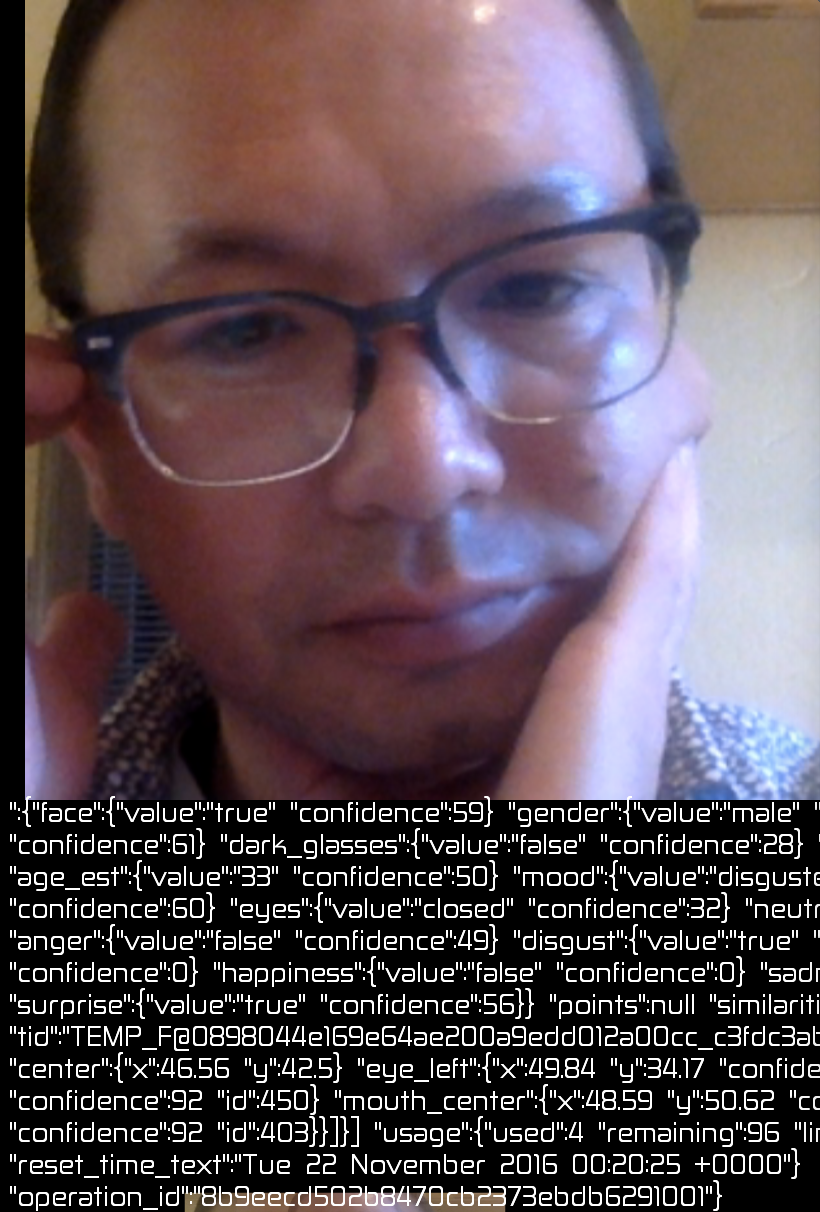 ":{"face":{"value":"true" "confidence":59} "gender":{"value":"male" "
"confidence":61} "dark_glasses":{"value":"false" "confidence":28} "
"age_est":{"value":"33" "confidence":50} "mood":{"value":"disguste
"confidence":60} "eyes":{"value":"closed" "confidence":32} "neutr
"anger":{"value":"false" "confidence":49} "disgust":{"value":"true" "
"confidence":0} "happiness":{"value":"false" "confidence":0} "sadn
"surprise":{"value":"true" "confidence":56}} "points":null "similariti
"tid":"TEMP_F@0898044e169e64ae200a9edd012a00cc_c3fdc3ab
"center":{"x":46.56 "y":42.5} "eye_left":{"x":49.84 "y":34.17 "confide
"confidence":92 "id":450} "mouth_center":{"x":48.59 "y":50.62 "co
"confidence":92 "id":403}}]}] "usage":{"used":4 "remaining":96 "lim
"reset_time_text":"Tue 22 November 2016 00:20:25 +0000"}
"operation_id":"8b9eecd502b8470cb2373ebdb6291001"}